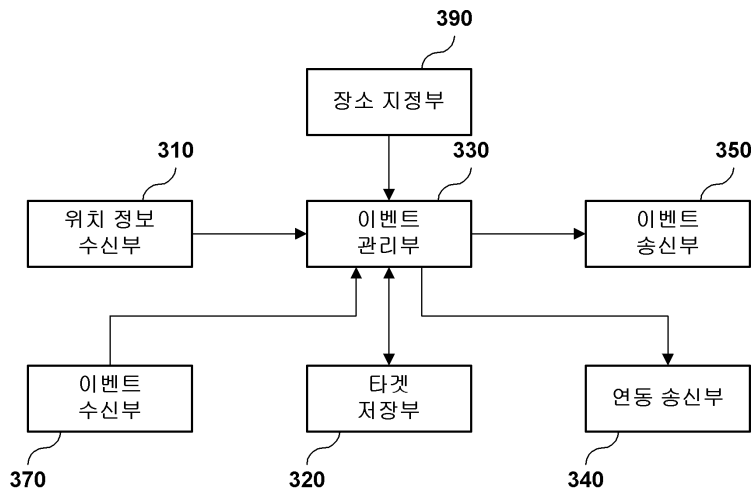 390
장소 지정부
310
330
350
위치 정보
수신부
이벤트
관리부
이벤트
송신부
이벤트
수신부
타겟
저장부
연동 송신부
370
320
340